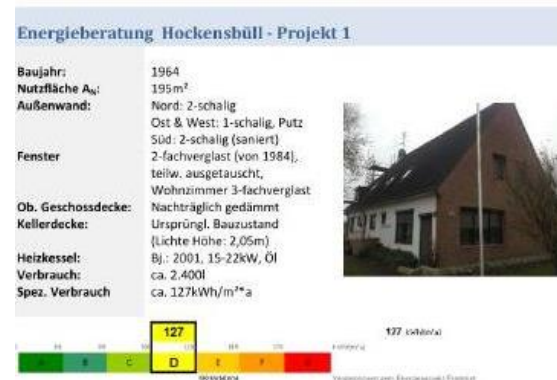 Energieberatung Hockensbüll - Projekt 1
Baujahr: 1964
Nutzfläche AN: 195m²
Außenwand: Nord: 2-schalig
Ost & West: 1-schalig, Putz
Süd: 2-schalig (saniert)
Fenster 2-fachverglast (von 1984),
teilw. ausgetauscht,
Wohnzimmer 3-fachverglast
Ob. Geschossdecke: Nachträglich gedämmt
Kellerdecke: Ursprüngl. Bauzustand
(Lichte Höhe: 2,05m)
Heizkessel: Bj.: 2001, 15-22kW, Öl
Verbrauch: ca. 2.400l
Spez. Verbrauch ca. 127kWh/m²*a
127
127
B C D E F